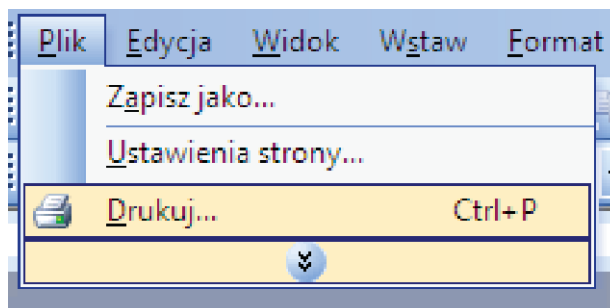 Plik Edycja Widok Wstaw Format
Zapisz jako...
Ustawienia strony...
Drukuj... Ctrl+P